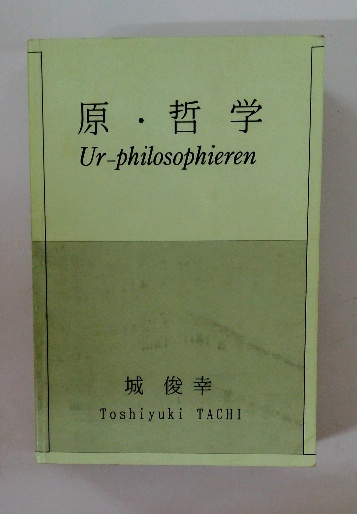 原・哲学
Ur-philosophieren
城 俊幸
Toshiyuki TACHI